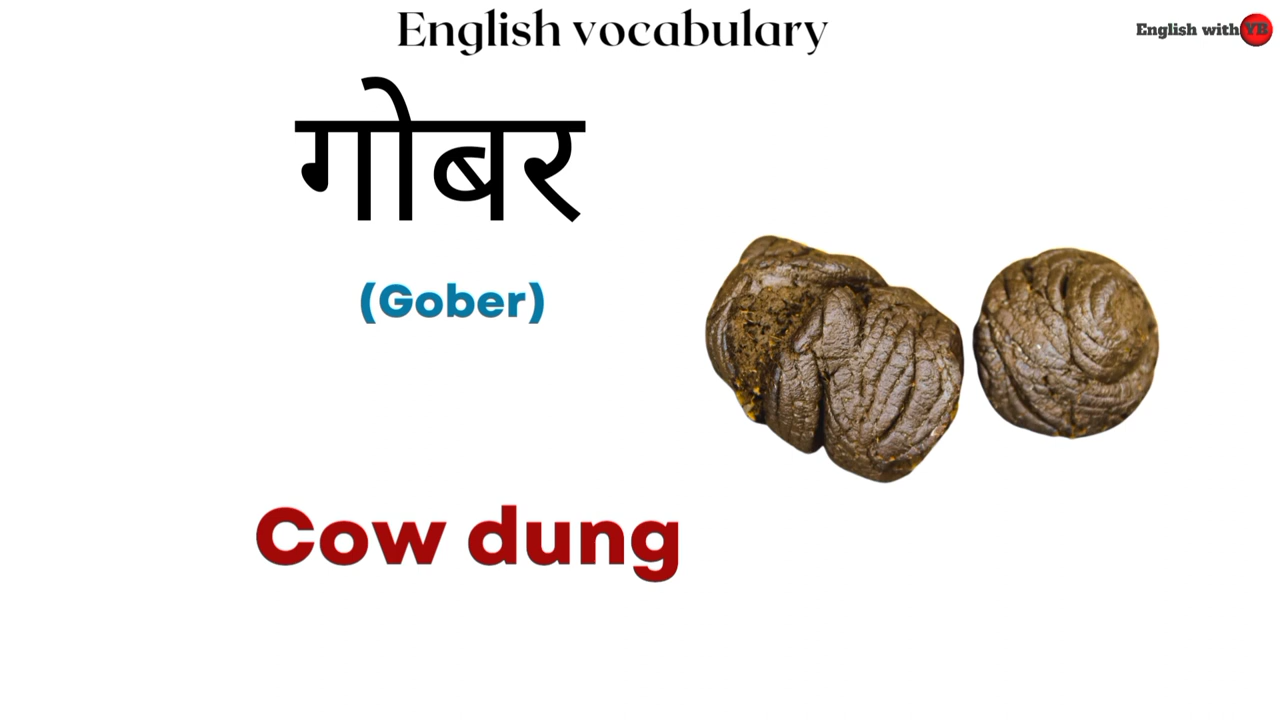 English vocabulary
English with YB
गोबर
(Gober)
Cow dung